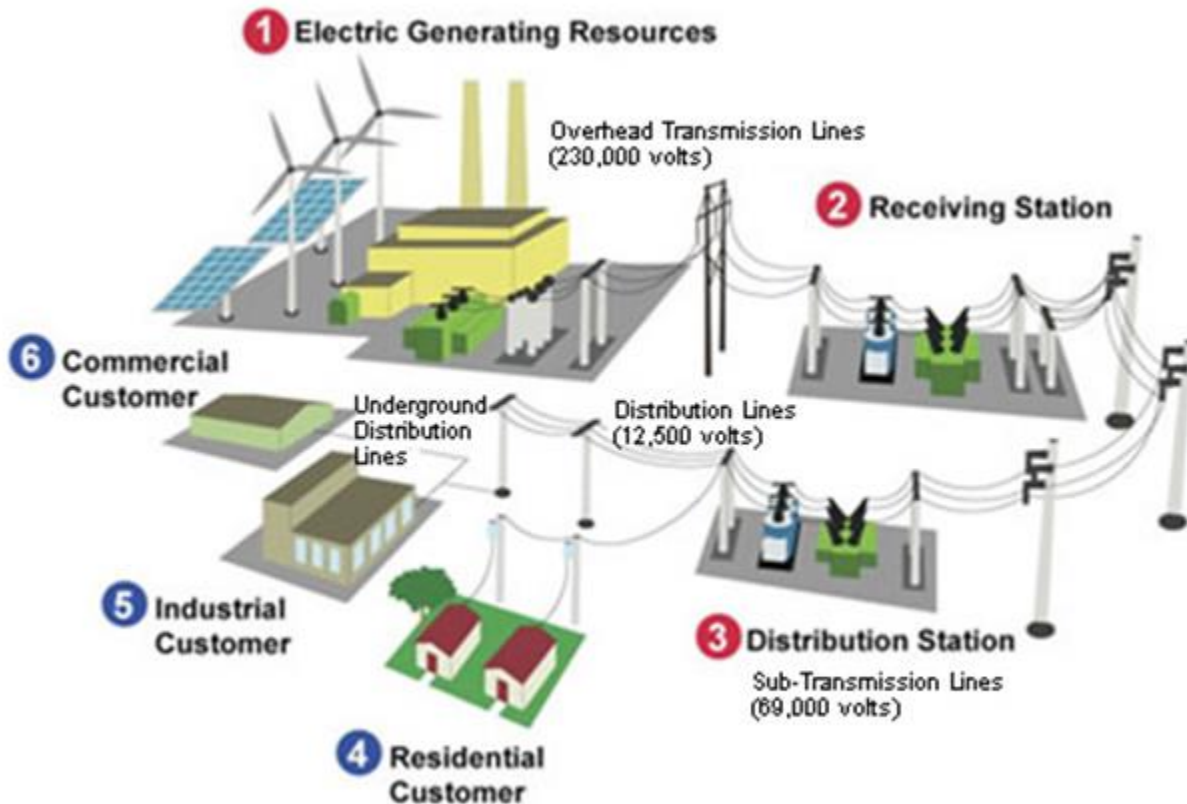 1 Electric Generating Resources
Overhead Transmission Lines
(230,000 volts)
2 Receiving Station
6 Commercial
Customer
Underground
Distribution
Lines
Distribution Lines
(12,500 volts)
5 Industrial
Customer
3 Distribution Station
Sub-Transmission Lines
(69,000 volts)
4 Residential
Customer